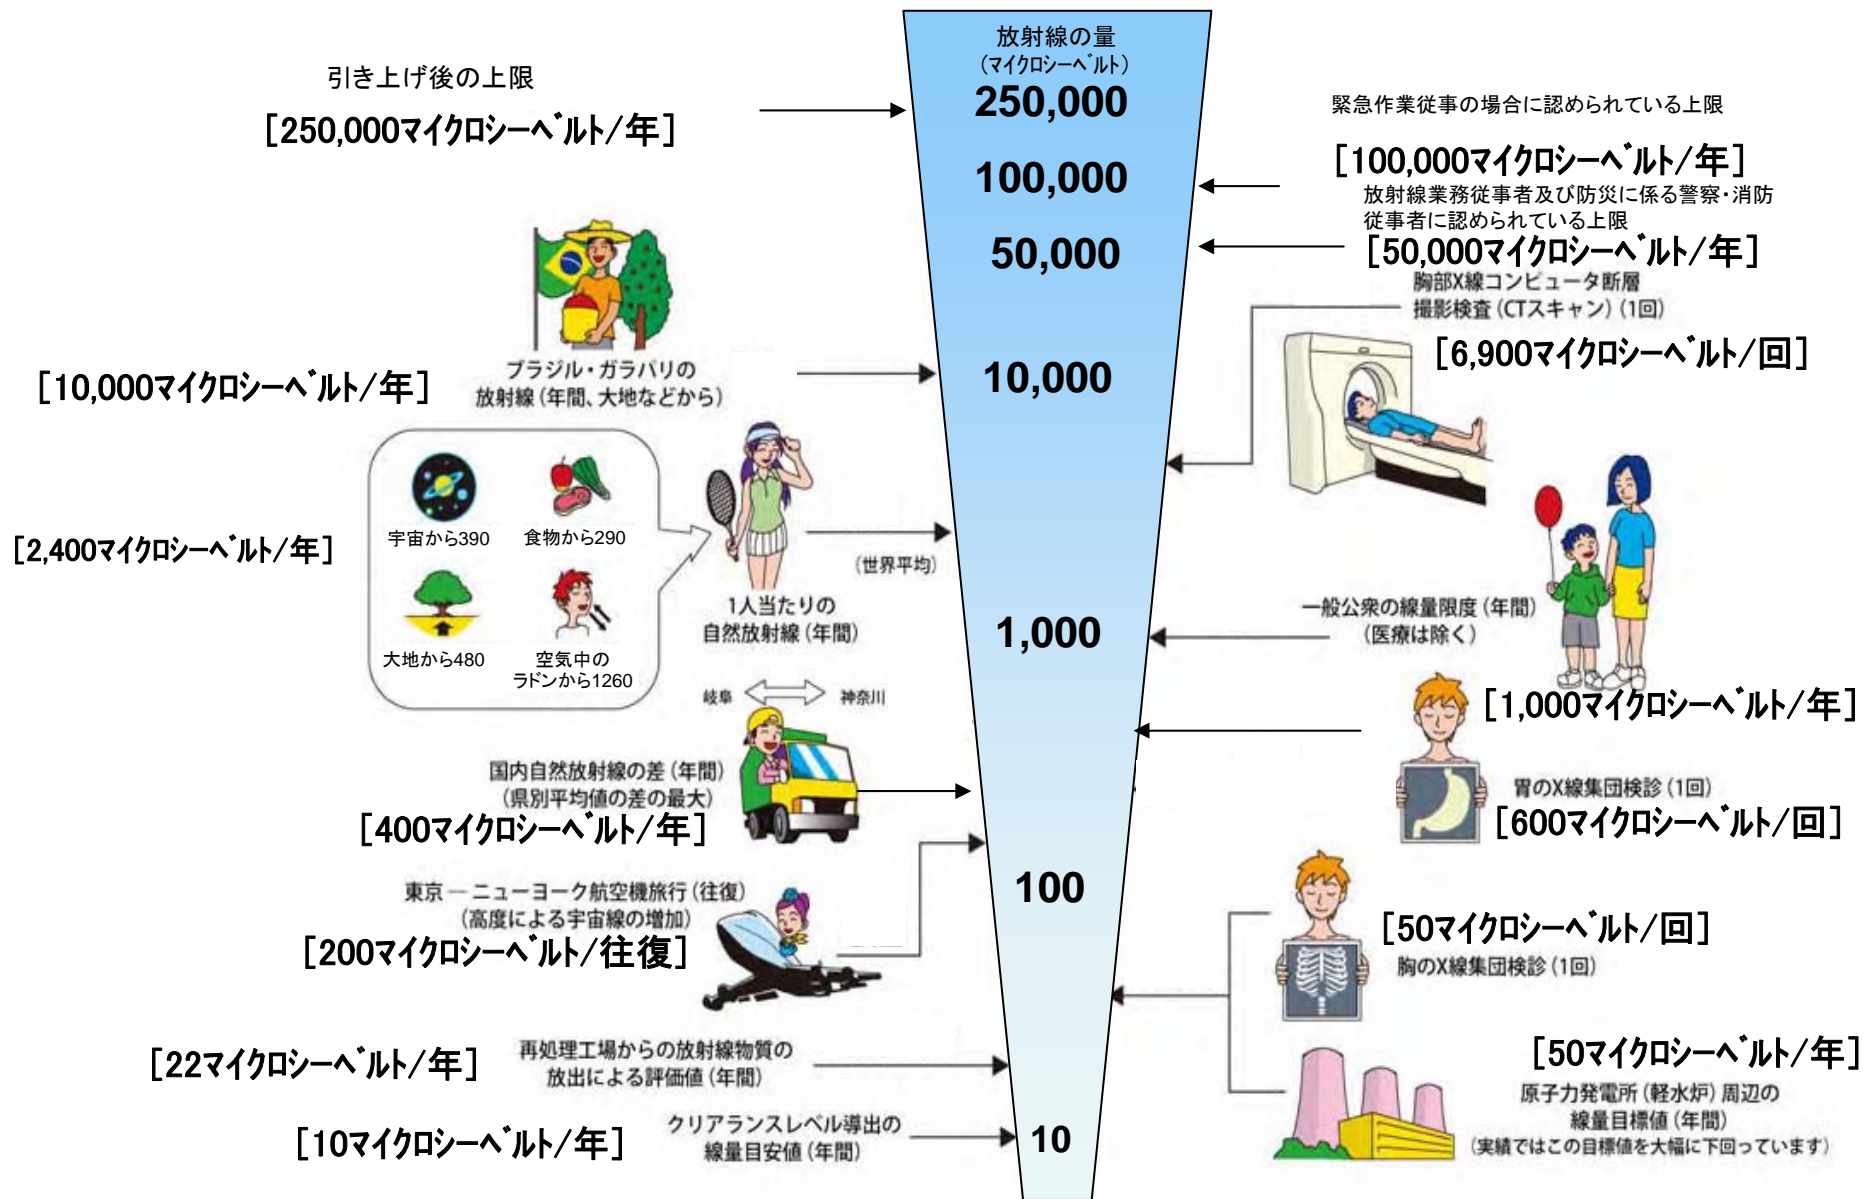 放射線の量
(マイクロシーベルト)
250,000
100,000
50,000
10,000
1,000
100
10
引き上げ後の上限
[250,000マイクロシーベルト/年]
ブラジル・ガラパリの
放射線(年間、大地などから)
[10,000マイクロシーベルト/年]
宇宙から390
食物から290
大地から480
空気中の
ラドンから1260
[2,400マイクロシーベルト/年]
(世界平均)
1人当たりの
自然放射線(年間)
岐阜
神奈川
国内自然放射線の差(年間)
(県別平均値の差の最大)
[400マイクロシーベルト/年]
東京―ニューヨーク航空機旅行(往復)
(高度による宇宙線の増加)
[200マイクロシーベルト/往復]
再処理工場からの放射線物質の
放出による評価値(年間)
[22マイクロシーベルト/年]
クリアランスレベル導出の
線量目安値(年間)
[10マイクロシーベルト/年]
緊急作業従事の場合に認められている上限
[100,000マイクロシーベルト/年]
放射線業務従事者及び防災に係る警察・消防
従事者に認められている上限
[50,000マイクロシーベルト/年]
胸部X線コンピュータ断層
撮影検査(CTスキャン)(1回)
[6,900マイクロシーベルト/回]
一般公衆の線量限度(年間)
(医療は除く)
[1,000マイクロシーベルト/年]
胃のX線集団検診(1回)
[600マイクロシーベルト/回]
[50マイクロシーベルト/回]
胸のX線集団検診(1回)
[50マイクロシーベルト/年]
原子力発電所(軽水炉)周辺の
線量目標値(年間)
(実績ではこの目標値を大幅に下回っています)